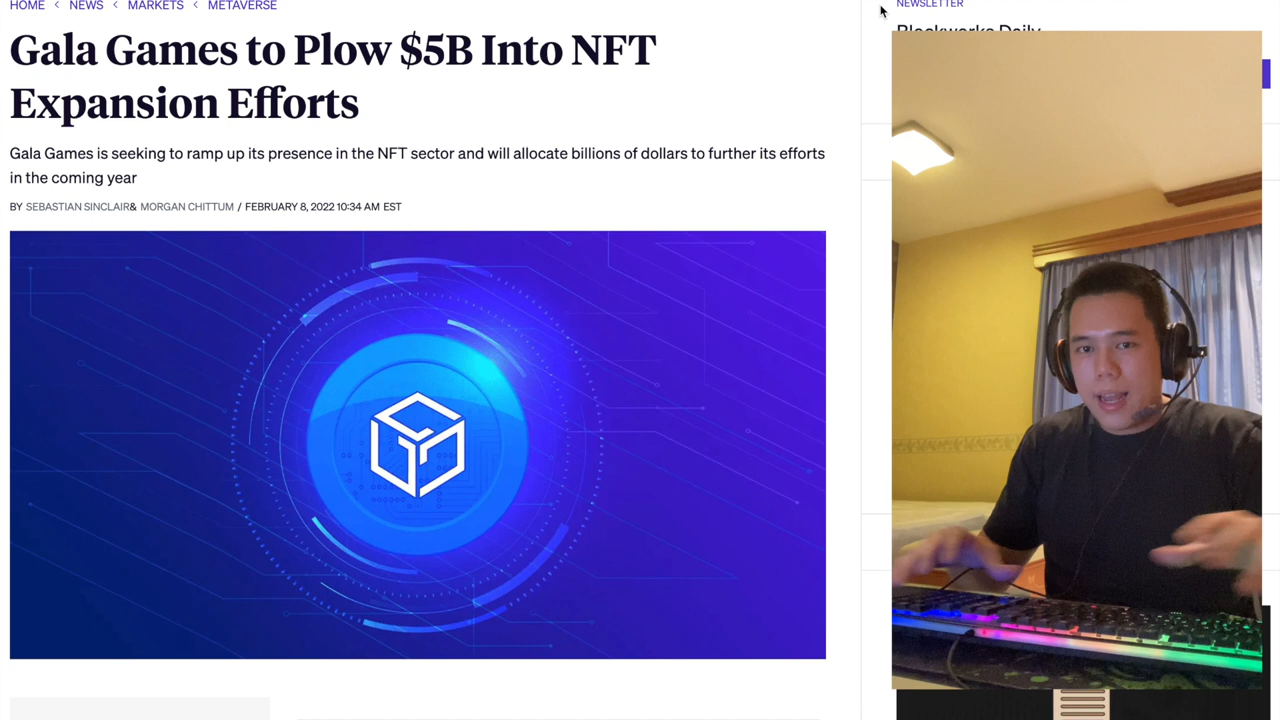 HOME < NEWS < MARKETS < METAVERSE
Gala Games to Plow $5B Into NFT
Expansion Efforts
Gala Games is seeking to ramp up its presence in the NFT sector and will allocate billions of dollars to further its efforts
in the coming year
BY SEBASTIAN SINCLAIR& MORGAN CHITTUM / FEBRUARY 8, 2022 10:34 AM EST
NEWSLETTER
Blockworks Daily